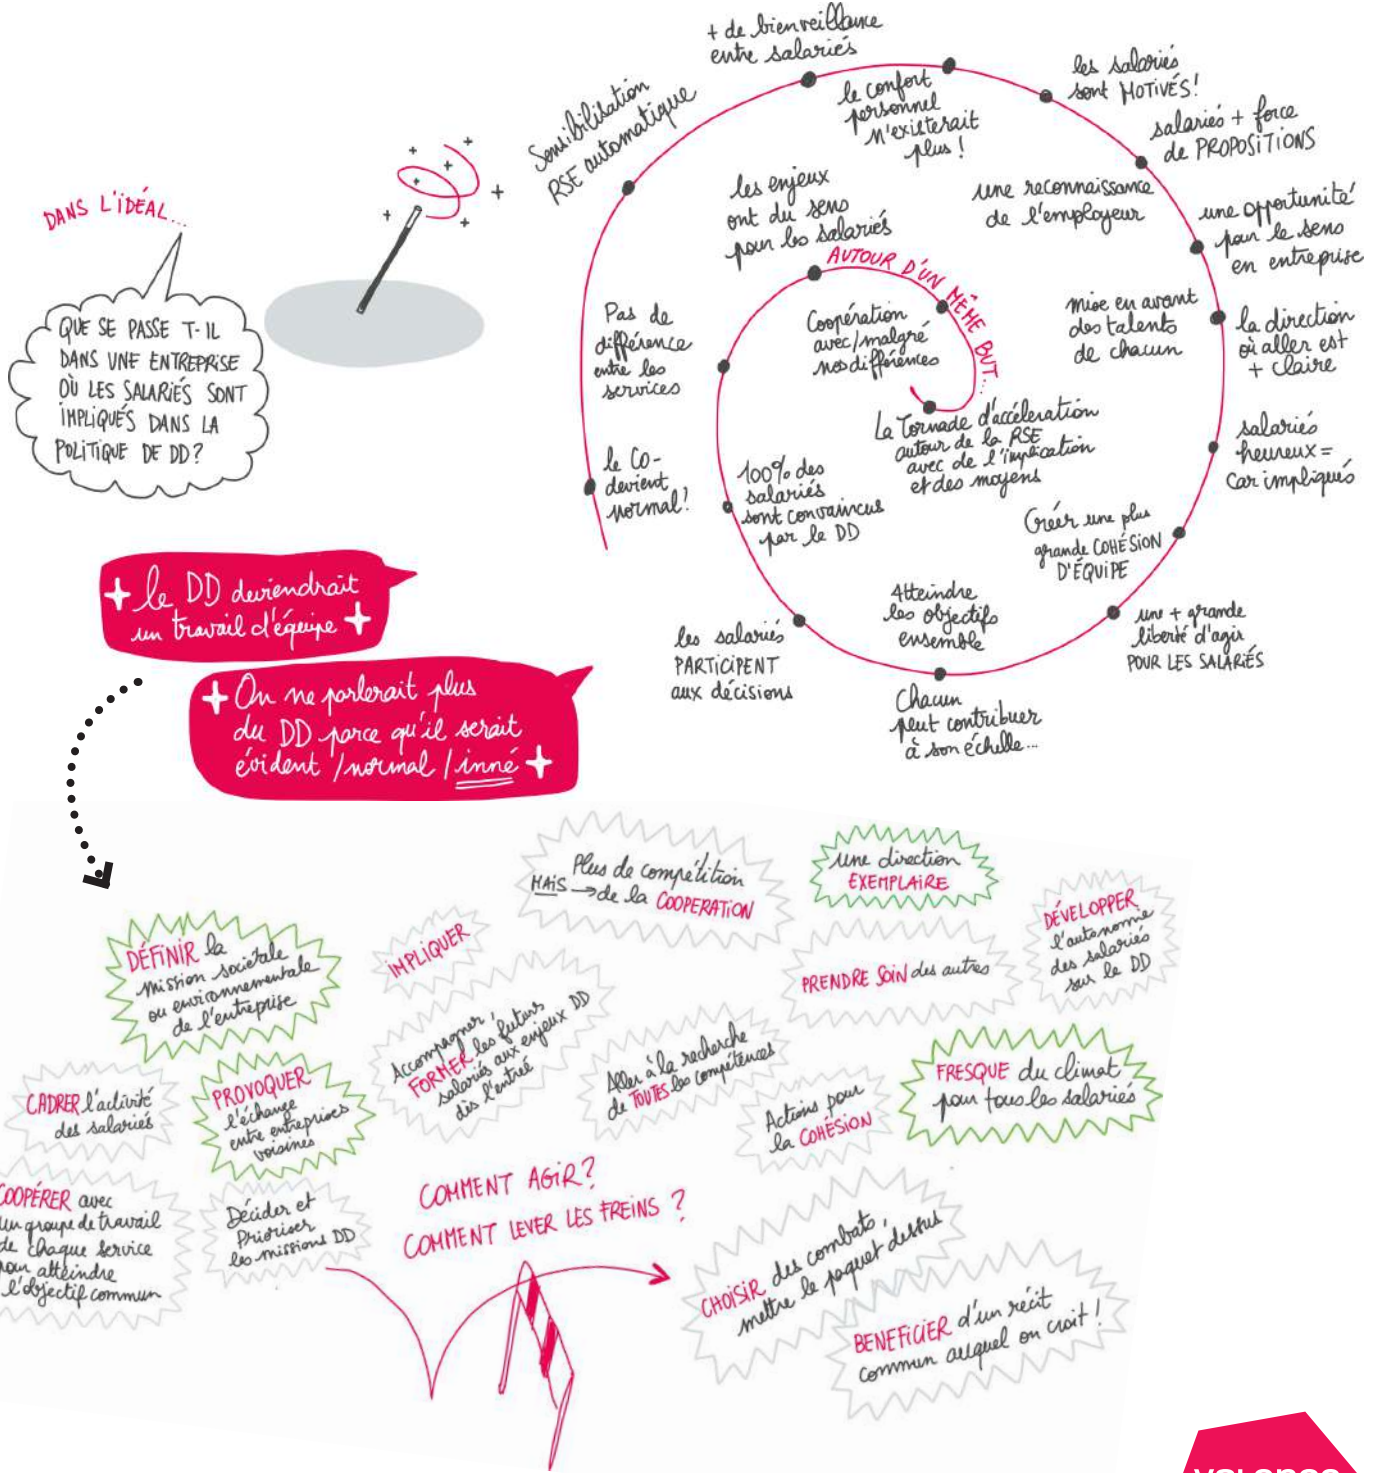 DANS L'IDÉAL...
QUE SE PASSE T-IL
DANS UNE ENTREPRISE
OÙ LES SALARIÉS SONT
IMPLIQUÉS DANS LA
POLITIQUE DE DD?
le Co-
devient
normal!
Pas de
différence
entre les
services
Sensibilisation
RSE automatique
+ de bienveillance
entre salariés
le confort
personnel
n'existerait
plus!
les salariés
sont MOTIVÉS!
salariés + force
de PROPOSITIONS
une reconnaissance
de l'employeur
une opportunité
pour le sens
en entreprise
mise en avant
des talents
de chacun
la direction
où aller est
+ claire
salariés
heureux =
car impliqués
Créer une plus
grande COHÉSION
D'ÉQUIPE
une + grande
liberté d'agir
POUR LES SALARIÉS
Atteindre
les objectifs
ensemble
Chacun
peut contribuer
à son échelle...
les salariés
PARTICIPENT
aux décisions
100% des
salariés
sont convaincus
par le DD
les enjeux
ont du sens
pour les salariés
AUTOUR D'UN MÊME BUT...
Coopération
avec/malgré
nos différences
La Tornade d'accéleration
autour de la RSE
avec de l'implication
et des moyens
+ le DD deviendrait
un travail d'équipe +
+ On ne parlerait plus
du DD parce qu'il serait
évident /normal /inné +
Plus de compétition
MAIS → de la COOPERATION
une direction
EXEMPLAIRE
DÉVELOPPER
l'autonomie
des salariés
sur le DD
DÉFINIR la
mission sociétale
ou environnementale
de l'entreprise
IMPLIQUER
PRENDRE SOIN des autres
Accompagner,
FORMER les futurs
salariés aux enjeux DD
dès l'entrée
Aller à la recherche
de TOUTES les compétences
FRESQUE du climat
pour tous les salariés
CADRER l'activité
des salariés
PROVOQUER
l'échange
entre entreprises
voisines
Actions pour
la COHÉSION
COOPÉRER avec
un groupe de travail
de chaque service
pour atteindre
l'objectif commun
Décider et
Prioriser
les missions DD
COMMENT AGIR?
COMMENT LEVER LES FREINS ?
CHOISIR des combats,
mettre le paquet dessus
BENEFICIER d'un récit
commun auquel on croit!